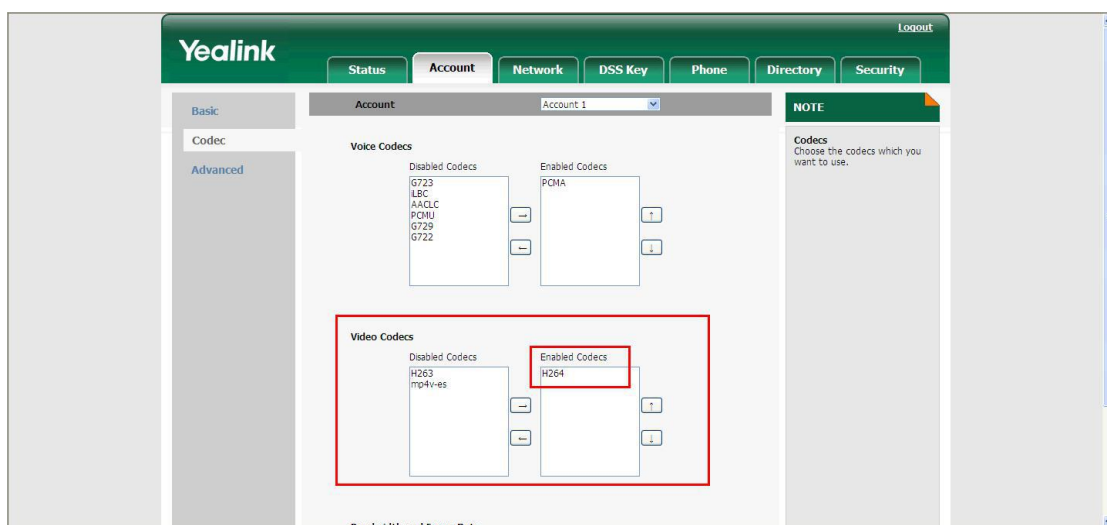 Logout
Yealink
Status Account Network DSS Key Phone Directory Security
Basic
Codec
Advanced
Account Account 1
NOTE
Codecs
Choose the codecs which you
want to use.
Voice Codecs
Disabled Codecs Enabled Codecs
G723
iLBC
AACLC
PCMU
G729
G722
PCMA
→
←
↑
↓
Video Codecs
Disabled Codecs Enabled Codecs
H263
mp4v-es
H264
→
←
↑
↓